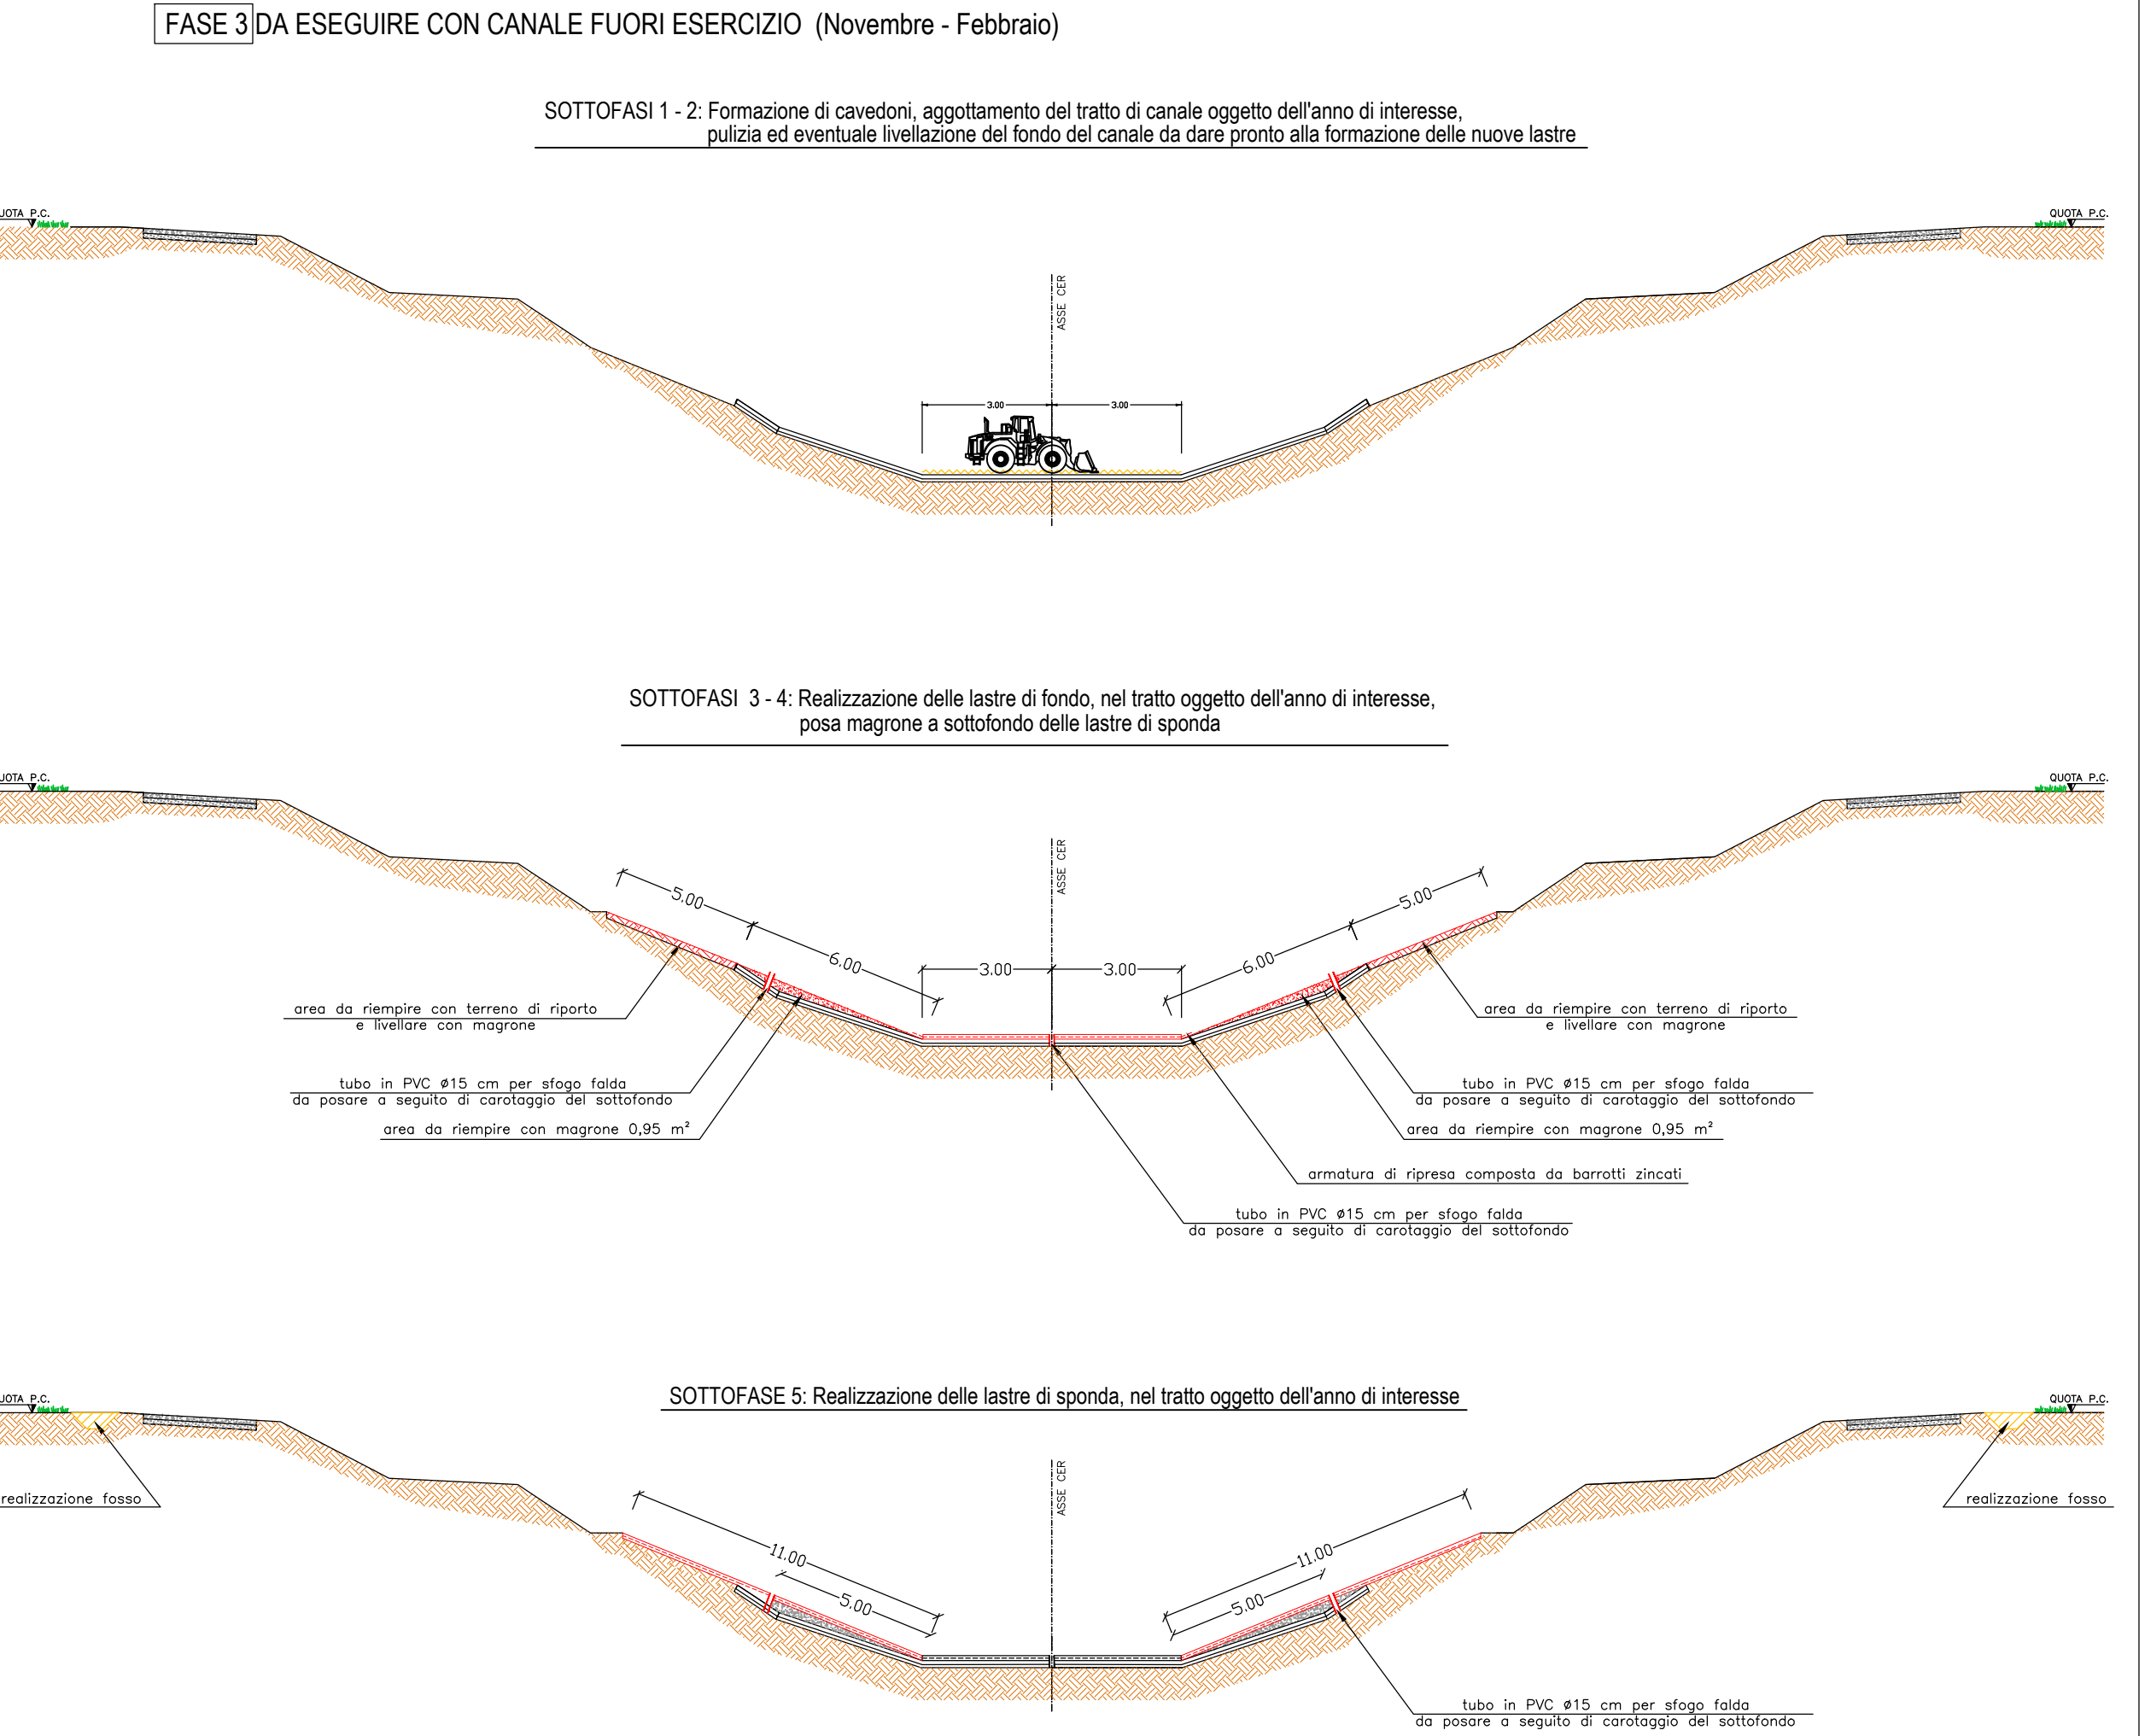 FASE 3 DA ESEGUIRE CON CANALE FUORI ESERCIZIO (Novembre - Febbraio)
SOTTOFASI 1 - 2: Formazione di cavedoni, aggottamento del tratto di canale oggetto dell'anno di interesse,
pulizia ed eventuale livellazione del fondo del canale da dare pronto alla formazione delle nuove lastre
P.C.
QUOTA P.C.
ASSE CER
3.00
3.00
SOTTOFASI 3 - 4: Realizzazione delle lastre di fondo, nel tratto oggetto dell'anno di interesse,
posa magrone a sottofondo delle lastre di sponda
P.C.
QUOTA P.C.
ASSE CER
5.00
5.00
6.00
3.00
3.00
6.00
area da riempire con terreno di riporto
e livellare con magrone
area da riempire con terreno di riporto
e livellare con magrone
tubo in PVC ø15 cm per sfogo falda
da posare a seguito di carotaggio del sottofondo
tubo in PVC ø15 cm per sfogo falda
da posare a seguito di carotaggio del sottofondo
area da riempire con magrone 0,95 m²
area da riempire con magrone 0,95 m²
armatura di ripresa composta da barrotti zincati
tubo in PVC ø15 cm per sfogo falda
da posare a seguito di carotaggio del sottofondo
SOTTOFASE 5: Realizzazione delle lastre di sponda, nel tratto oggetto dell'anno di interesse
P.C.
QUOTA P.C.
ASSE CER
realizzazione fosso
realizzazione fosso
11.00
11.00
5.00
5.00
tubo in PVC ø15 cm per sfogo falda
da posare a seguito di carotaggio del sottofondo